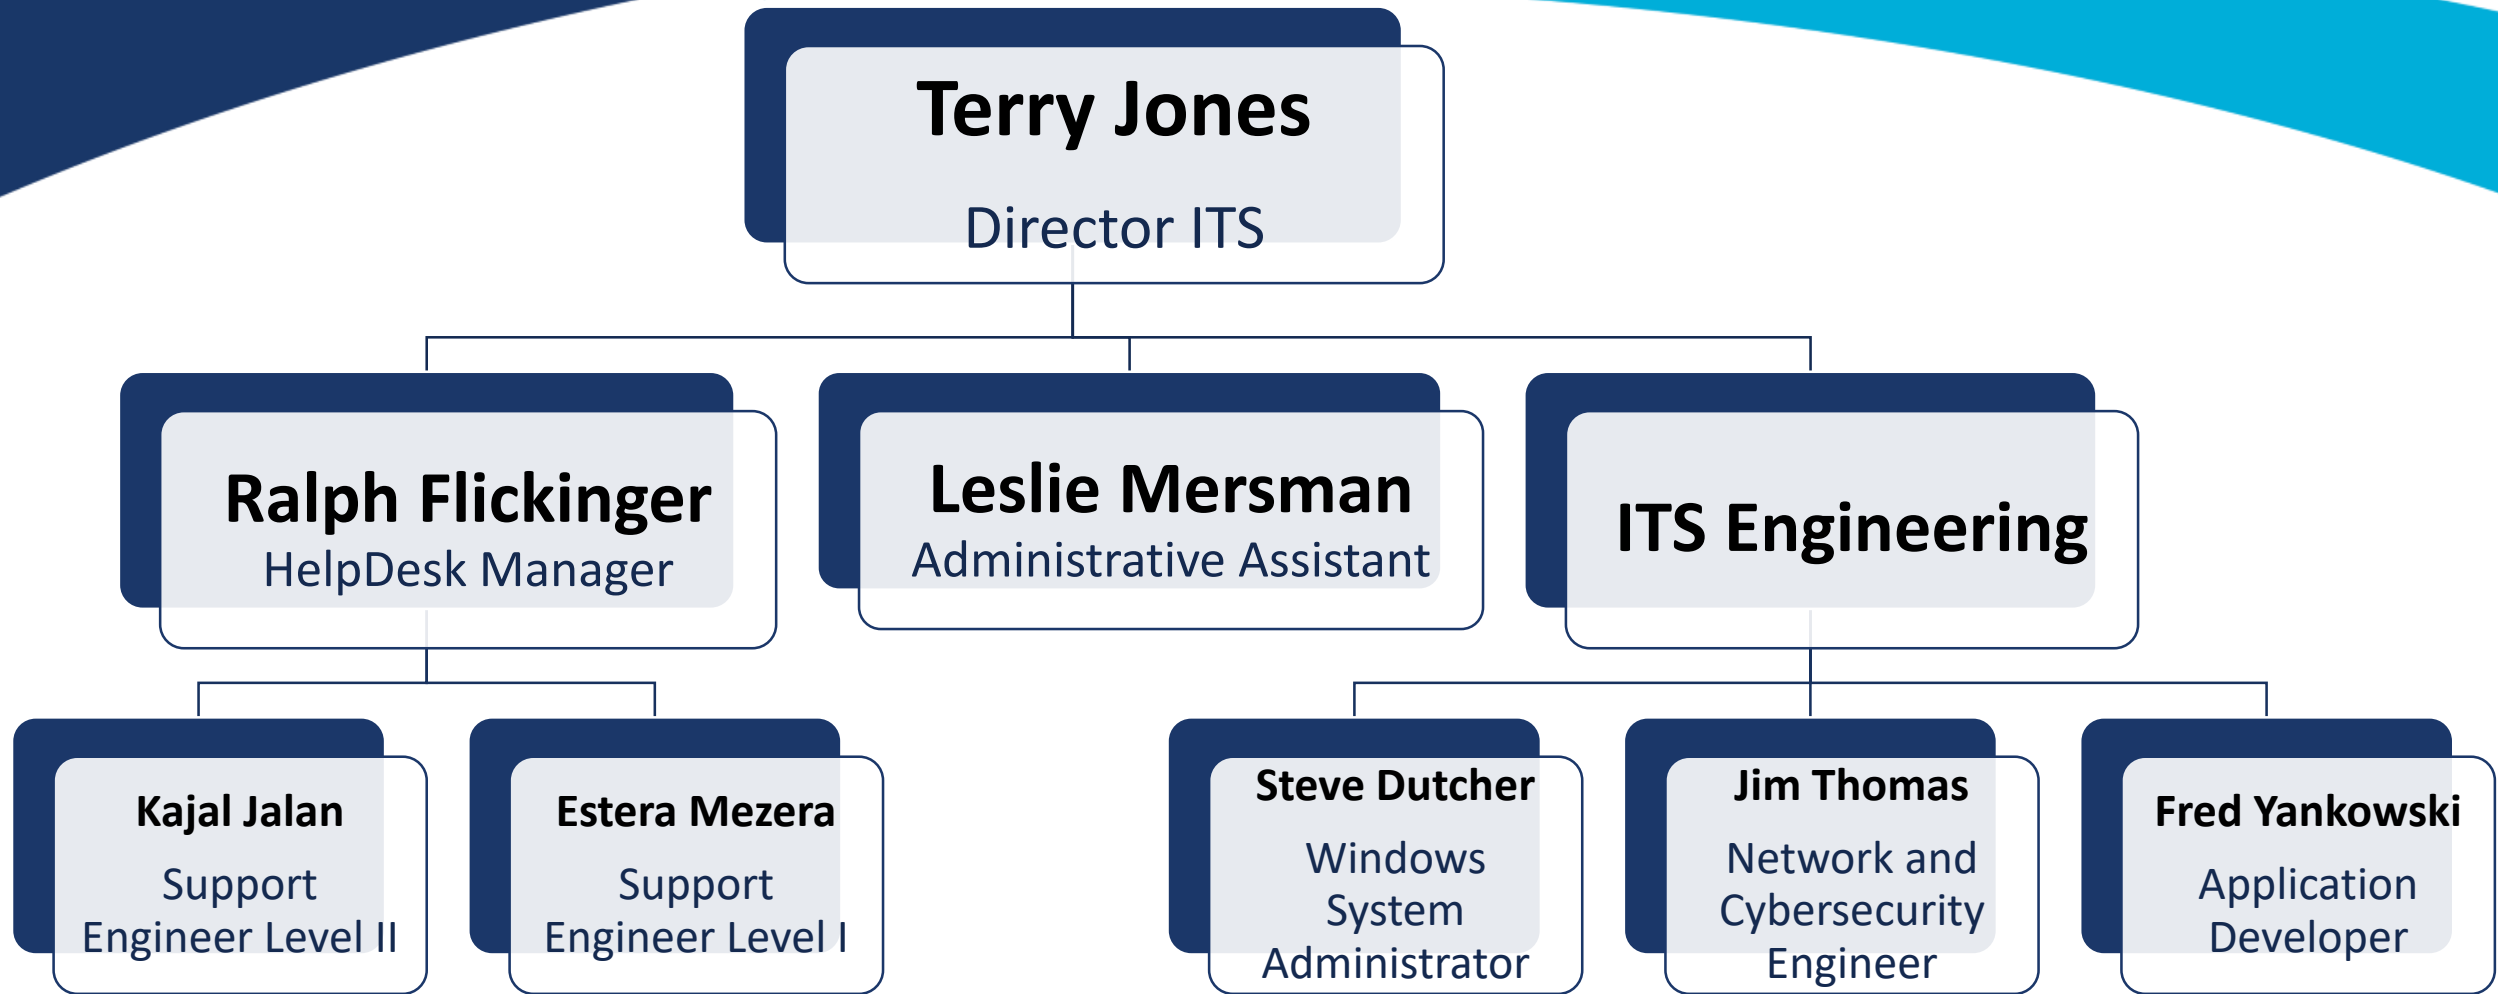 Terry Jones
Director ITS
Ralph Flickinger
HelpDesk Manager
Leslie Mersman
Administrative Assistant
ITS Engineering
Kajal Jalan
Support
Engineer Level II
Estera Mezera
Support
Engineer Level I
Steve Dutcher
Windows
System
Administrator
Jim Thomas
Network and
Cybersecurity
Engineer
Fred Yankowski
Application
Developer